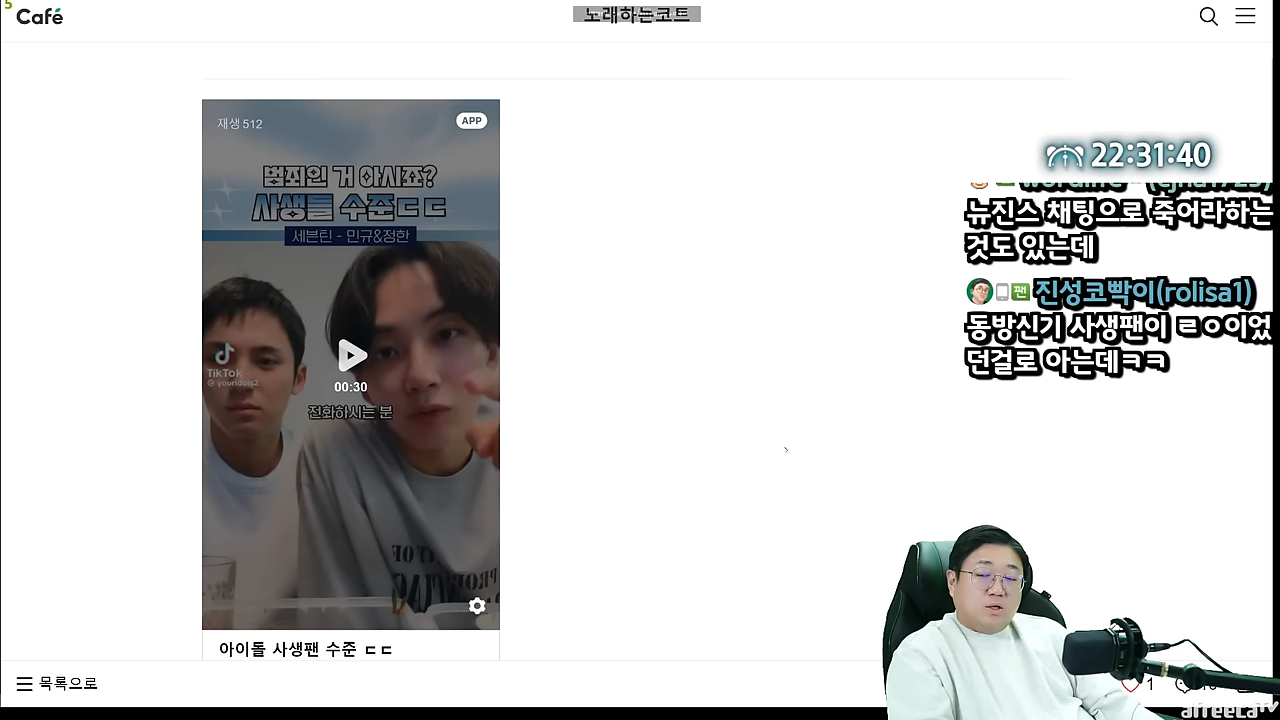 5
Café
노래하는코트
재생 512
APP
범죄인 거 아시죠?
사생들 수준ㄷㄷ
세븐틴 - 민규&정한
TikTok
@ youridols2
00:30
전화하시는 분
아이돌 사생팬 수준 ㄷㄷ
목록으로
22:31:40
뉴진스 채팅으로 죽어라하는
것도 있는데
팬 진성코빡이(rolisa1)
동방신기 사생팬이 ㄹㅇ이었
던걸로 아는데ㅋㅋ
1
afreecaTV